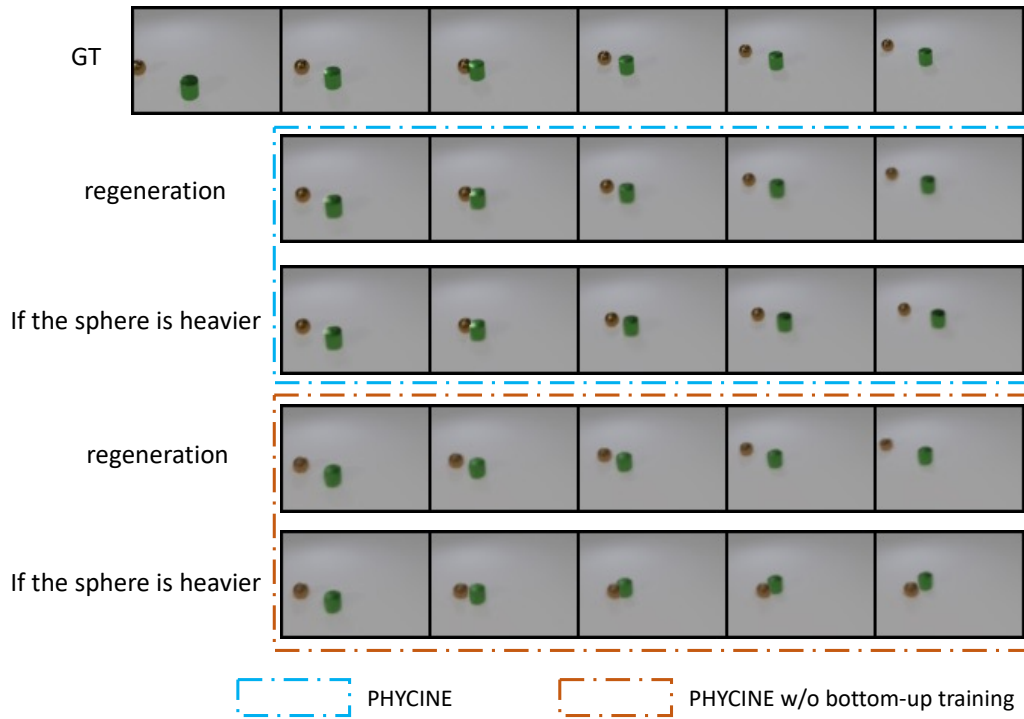 GT
regeneration
If the sphere is heavier
regeneration
If the sphere is heavier
PHYCINE
PHYCINE w/o bottom-up training